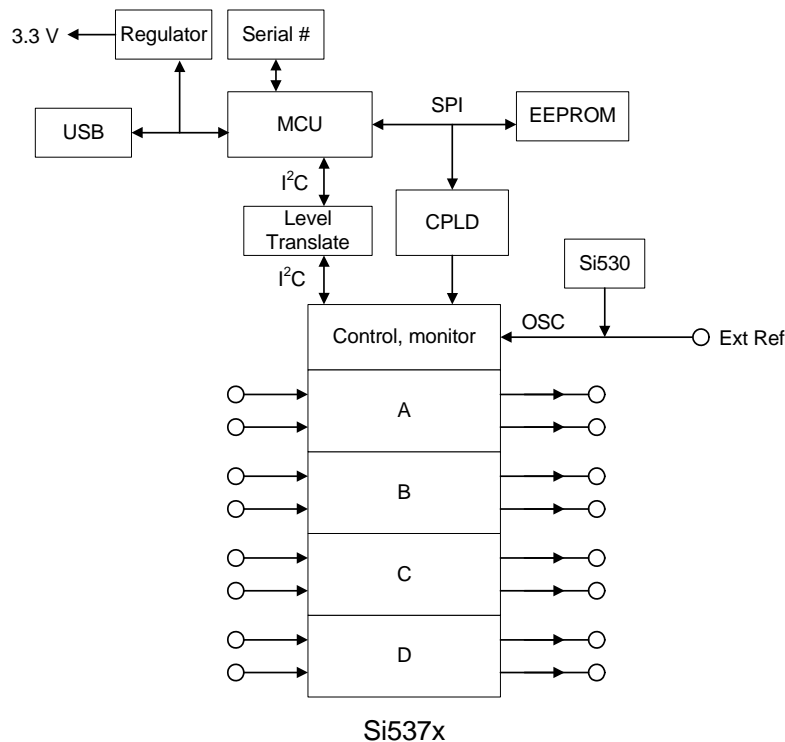 3.3 V
Regulator
Serial #
USB
MCU
SPI
EEPROM
I²C
Level
Translate
CPLD
I²C
Si530
Control, monitor
OSC
Ext Ref
A
B
C
D
Si537x